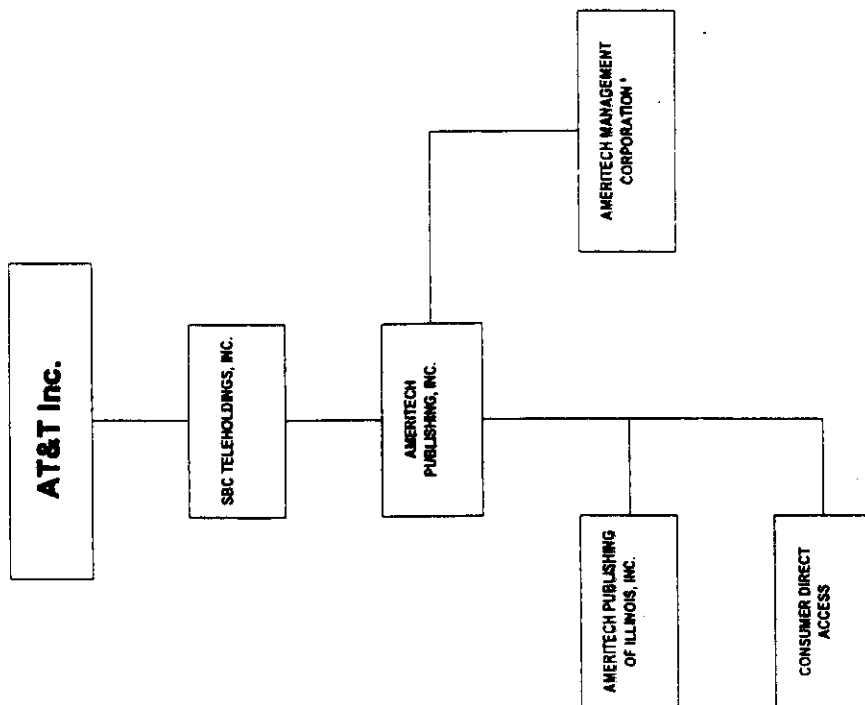 AT&T Inc.
SBC TELEHOLDINGS, INC.
AMERITECH
PUBLISHING, INC.
AMERITECH MANAGEMENT
CORPORATION *
AMERITECH PUBLISHING
OF ILLINOIS, INC.
CONSUMER DIRECT
ACCESS